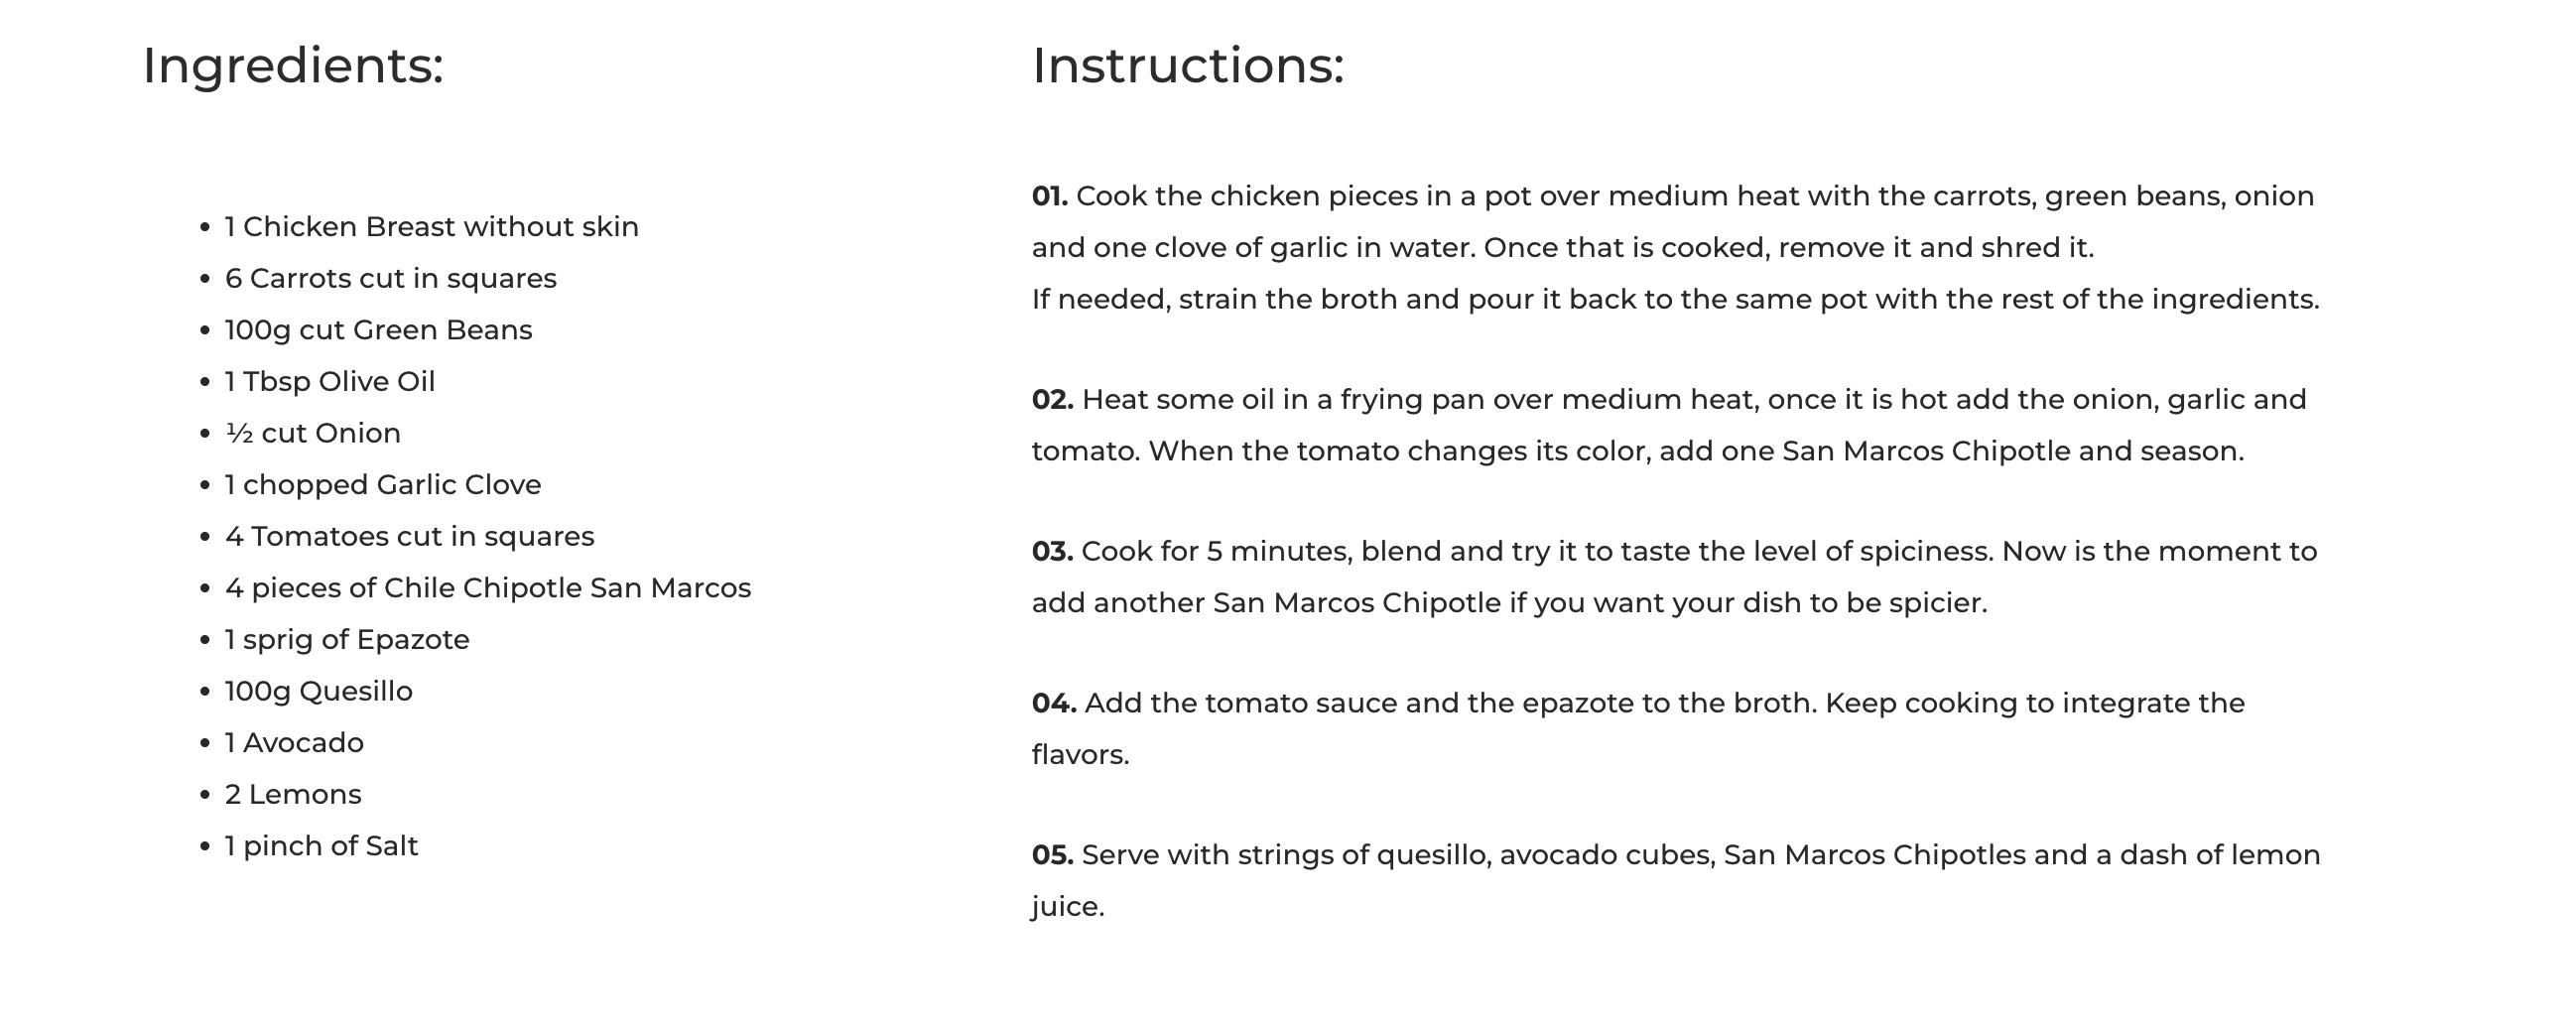 Ingredients:
1 Chicken Breast without skin
6 Carrots cut in squares
100g cut Green Beans
1 Tbsp Olive Oil
½ cut Onion
1 chopped Garlic Clove
4 Tomatoes cut in squares
4 pieces of Chile Chipotle San Marcos
1 sprig of Epazote
100g Quesillo
1 Avocado
2 Lemons
1 pinch of Salt
Instructions:
01. Cook the chicken pieces in a pot over medium heat with the carrots, green beans, onion
and one clove of garlic in water. Once that is cooked, remove it and shred it.
If needed, strain the broth and pour it back to the same pot with the rest of the ingredients.
02. Heat some oil in a frying pan over medium heat, once it is hot add the onion, garlic and
tomato. When the tomato changes its color, add one San Marcos Chipotle and season.
03. Cook for 5 minutes, blend and try it to taste the level of spiciness. Now is the moment to
add another San Marcos Chipotle if you want your dish to be spicier.
04. Add the tomato sauce and the epazote to the broth. Keep cooking to integrate the
flavors.
05. Serve with strings of quesillo, avocado cubes, San Marcos Chipotles and a dash of lemon
juice.